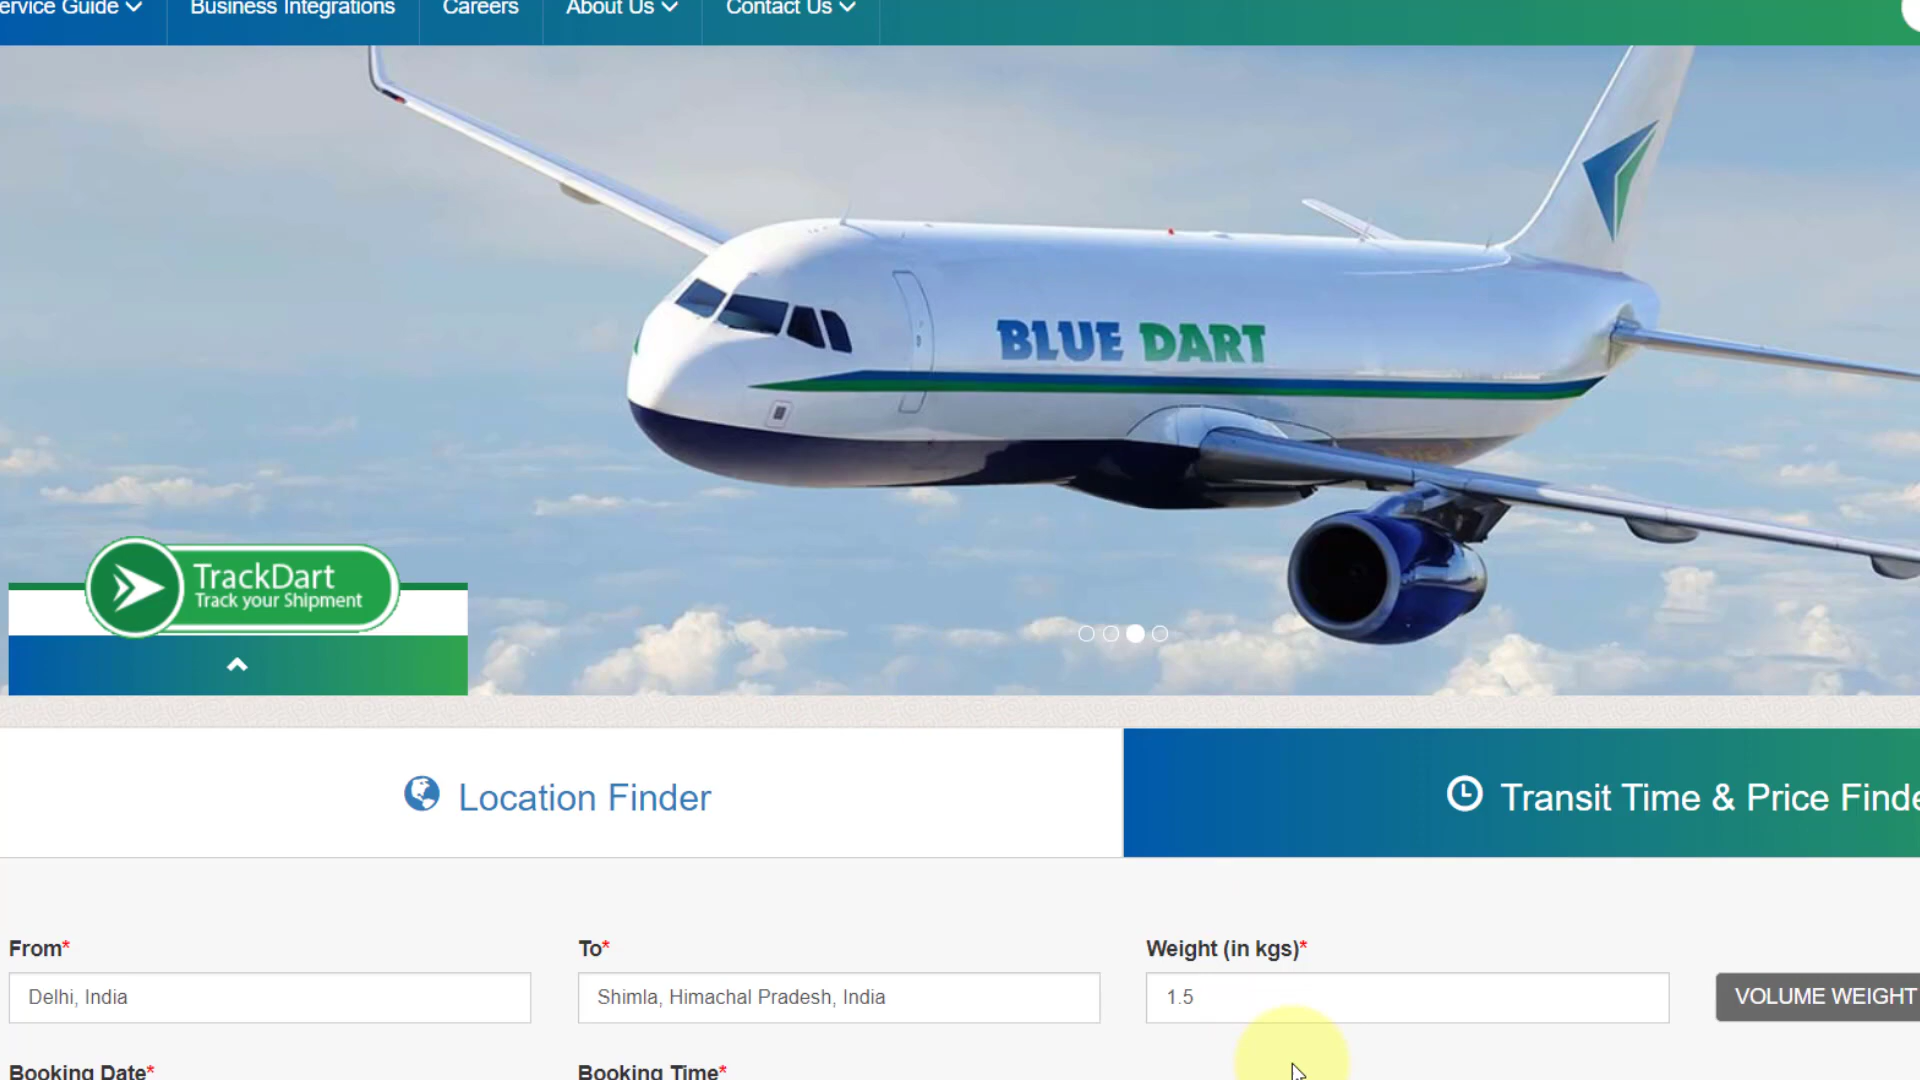 ervice Guide
Business Integrations
Careers
About Us
Contact Us
BLUE DART
TrackDart
Track your Shipment
Location Finder
Transit Time & Price Finde
From*
To*
Weight (in kgs)*
Delhi, India
Shimla, Himachal Pradesh, India
1.5
VOLUME WEIGHT
Booking Date*
Booking Time*